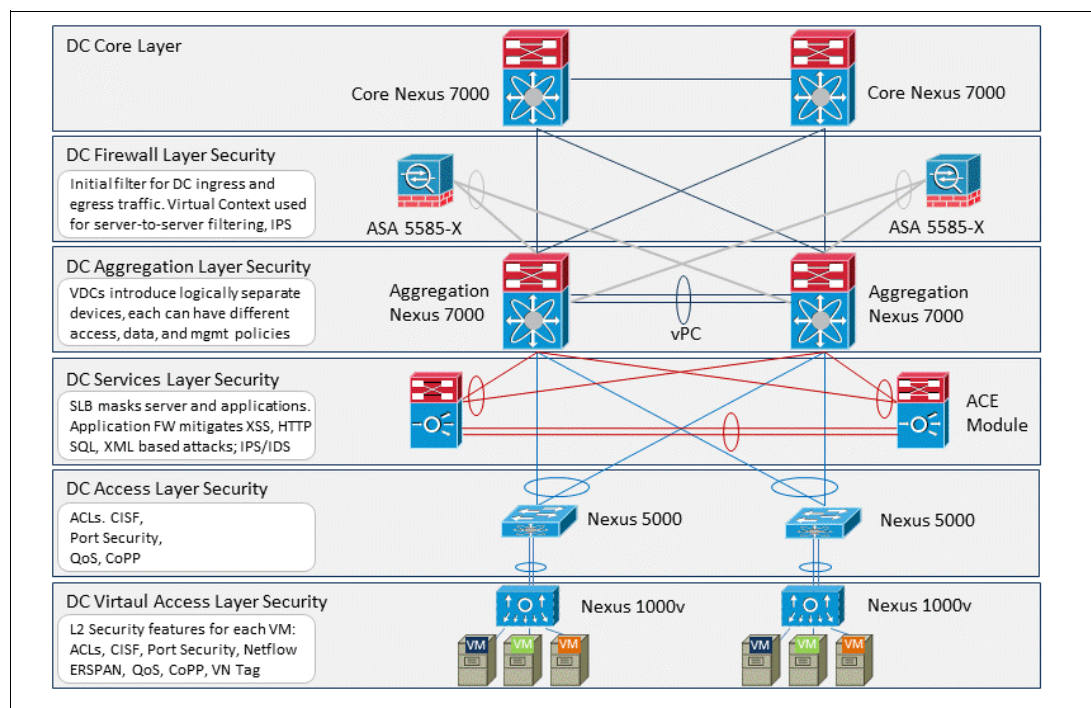 DC Core Layer
Core Nexus 7000
Core Nexus 7000
DC Firewall Layer Security
Initial filter for DC ingress and
egress traffic. Virtual Context used
for server-to-server filtering, IPS
ASA 5585-X
ASA 5585-X
DC Aggregation Layer Security
VDCs introduce logically separate
devices, each can have different
access, data, and mgmt policies
Aggregation
Nexus 7000
vPC
Aggregation
Nexus 7000
DC Services Layer Security
SLB masks server and applications.
Application FW mitigates XSS, HTTP
SQL, XML based attacks; IPS/IDS
ACE
Module
DC Access Layer Security
ACLs. CISF,
Port Security,
QoS, CoPP
Nexus 5000
Nexus 5000
DC Virtaul Access Layer Security
L2 Security features for each VM:
ACLs, CISF, Port Security, Netflow
ERSPAN, QoS, CoPP, VN Tag
Nexus 1000v
Nexus 1000v
VM
VM
VM
VM
VM
VM